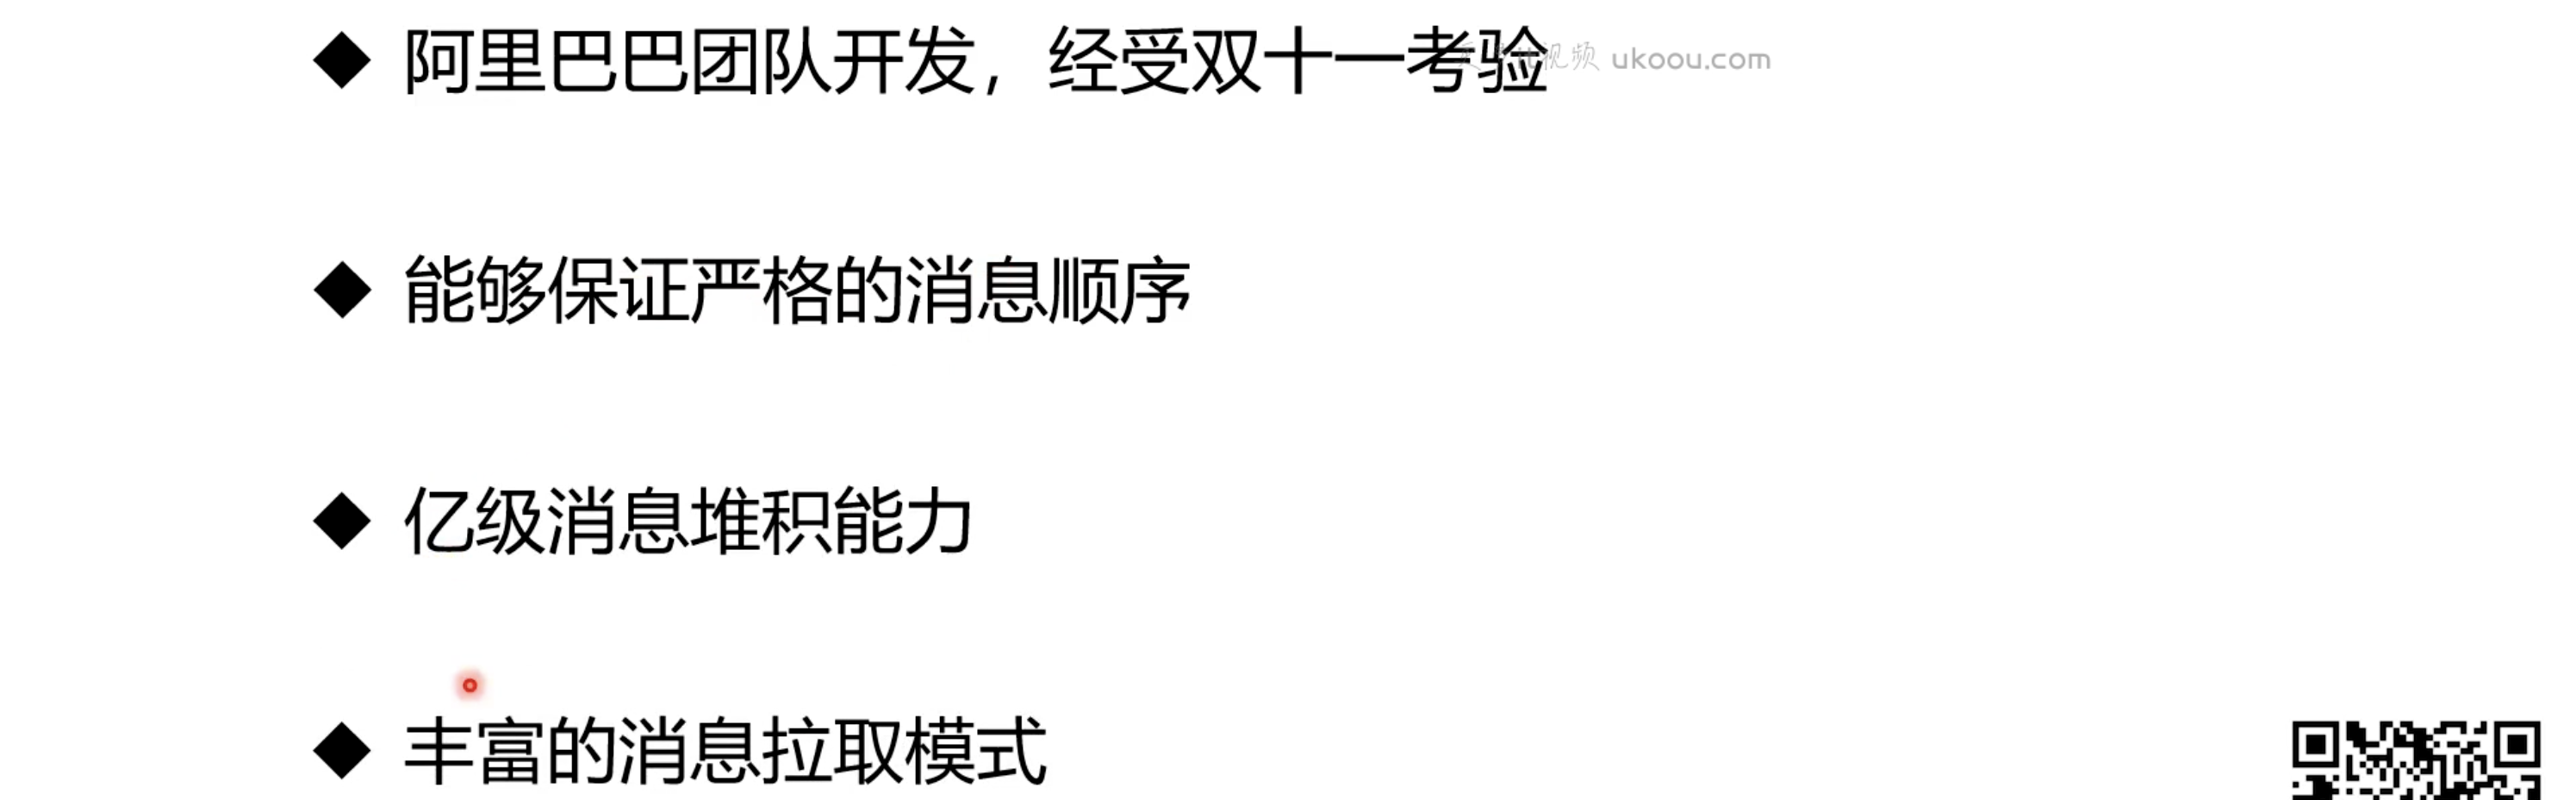 ◆ 阿里巴巴团队开发，经受双十一考验
视频 ukoou.com
◆ 能够保证严格的消息顺序
◆ 亿级消息堆积能力
◆ 丰富的消息拉取模式